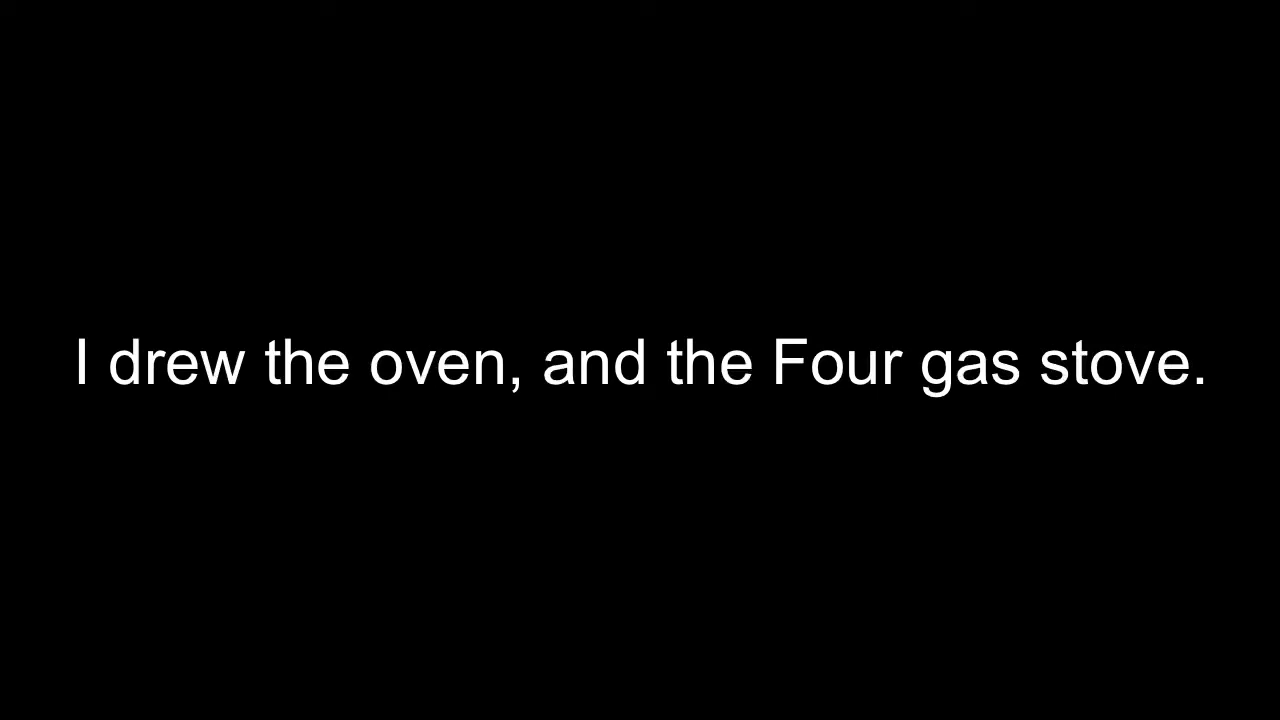 I drew the oven, and the Four gas stove.